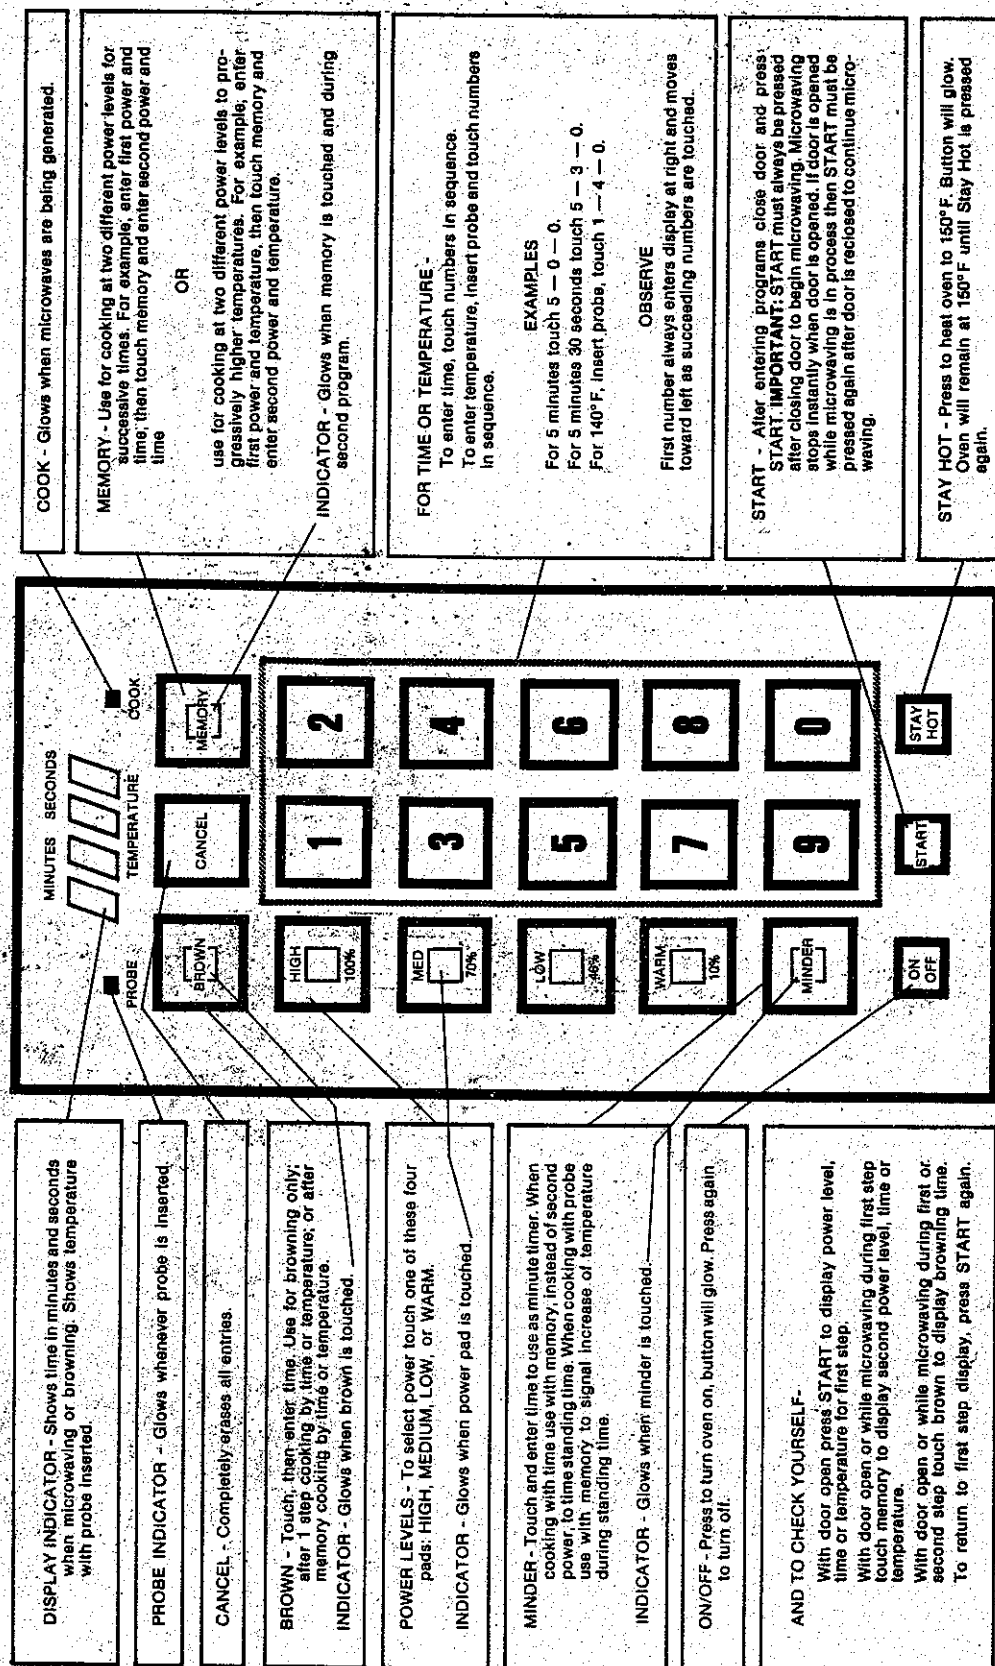 DISPLAY INDICATOR - Shows time in minutes and seconds
when microwaving or browning. Shows temperature
with probe inserted.
PROBE INDICATOR - Glows whenever probe is inserted.
CANCEL - Completely erases all entries.
BROWN - Touch, then enter time. Use for browning only;
after 1 step cooking by time or temperature; or after
memory cooking by time or temperature.
INDICATOR - Glows when brown is touched.
POWER LEVELS - To select power touch one of these four
pads: HIGH, MEDIUM, LOW, or WARM.
INDICATOR - Glows when power pad is touched.
MINDER - Touch and enter time to use as minute timer. When
cooking with time use with memory, instead of second
power, to time standing time. When cooking with probe
use with memory to signal increase of temperature
during standing time.
INDICATOR - Glows when minder is touched.
ON/OFF - Press to turn oven on, button will glow. Press again
to turn off.
AND TO CHECK YOURSELF-
With door open press START to display power level,
time or temperature for first step.
With door open or while microwaving during first step
touch memory to display second power level, time or
temperature.
With door open or while microwaving during first or
second step touch brown to display browning time.
To return to first step display, press START again.
MINUTES SECONDS
PROBE TEMPERATURE COOK
BROWN CANCEL MEMORY
HIGH 100% 1 2
MED 70% 3 4
LOW 40% 5 6
WARM 10% 7 8
MINDER 9 0
ON OFF START STAY HOT
COOK - Glows when microwaves are being generated.
MEMORY - Use for cooking at two different power levels for
successive times. For example; enter first power and
time, then touch memory and enter second power and
time
OR
use for cooking at two different power levels to pro-
gressively higher temperatures. For example; enter
first power and temperature, then touch memory and
enter second power and temperature.
INDICATOR - Glows when memory is touched and during
second program.
FOR TIME OR TEMPERATURE -
To enter time, touch numbers in sequence.
To enter temperature, insert probe and touch numbers
in sequence.
EXAMPLES
For 5 minutes touch 5 — 0 — 0.
For 5 minutes 30 seconds touch 5 — 3 — 0.
For 140°F, insert probe, touch 1 — 4 — 0.
OBSERVE
First number always enters display at right and moves
toward left as succeeding numbers are touched.
START - After entering programs close door and press
START. IMPORTANT: START must always be pressed
after closing door to begin microwaving. Microwaving
stops instantly when door is opened. If door is opened
while microwaving is in process then START must be
pressed again after door is reclosed to continue micro-
waving.
STAY HOT - Press to heat oven to 150°F. Button will glow.
Oven will remain at 150°F until Stay Hot is pressed
again.